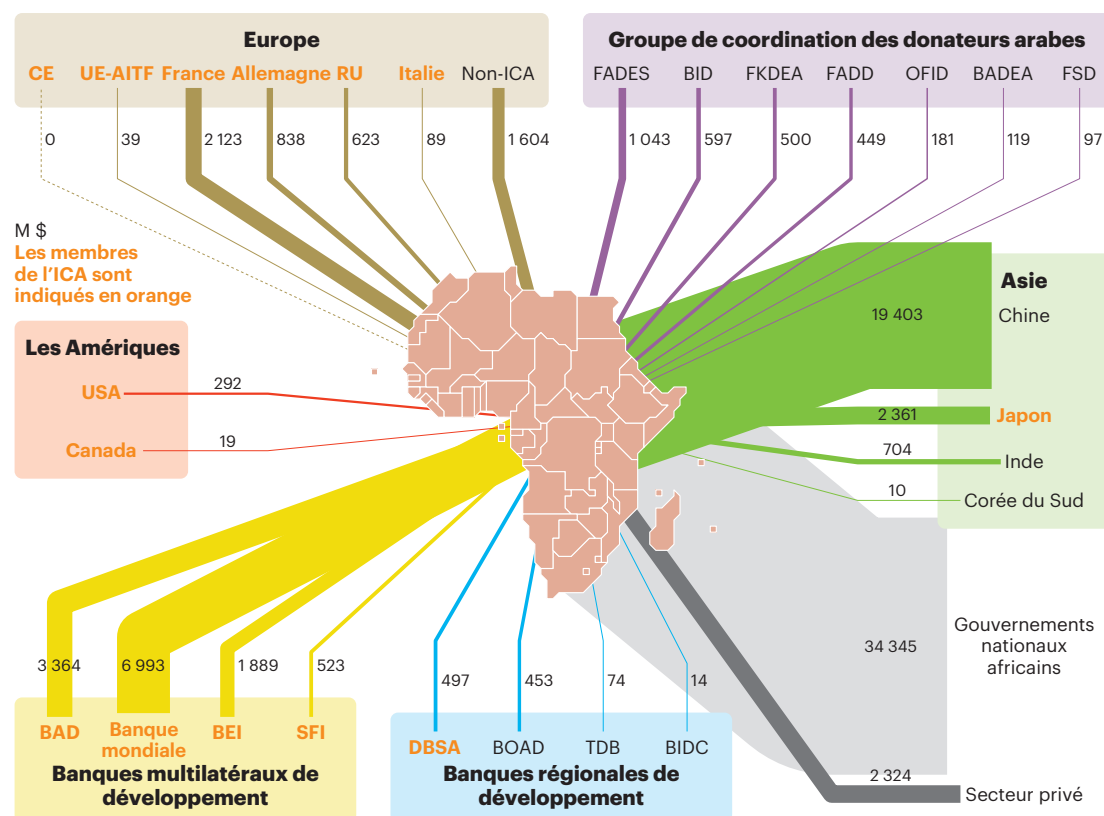 Europe
CE UE-AITF France Allemagne RU Italie Non-ICA
0 39 2 123 838 623 89 1 604
Groupe de coordination des donateurs arabes
FADES BID FKDEA FADD OFID BADEA FSD
1 043 597 500 449 181 119 97
M $
Les membres
de l’ICA sont
indiqués en orange
Les Amériques
USA 292
Canada 19
Asie
19 403 Chine
2 361 Japon
704 Inde
10 Corée du Sud
34 345
Gouvernements
nationaux
africains
2 324
Secteur privé
3 364 6 993 1 889 523
BAD Banque
mondiale
BEI SFI
Banques multilatéraux de
développement
497 453 74 14
DBSA BOAD TDB BIDC
Banques régionales de
développement